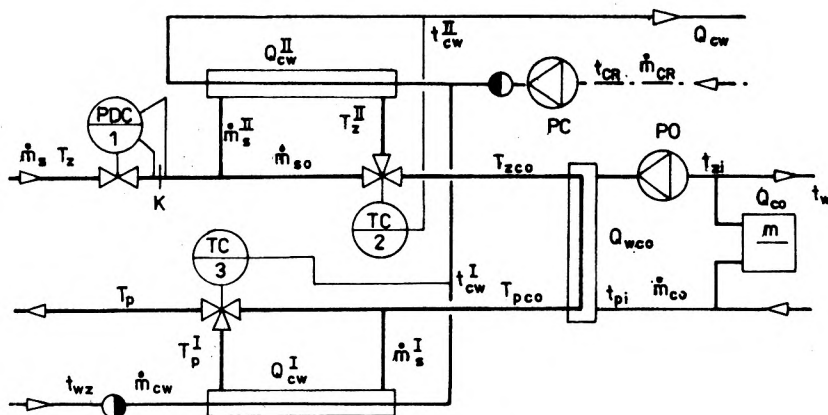 t_cw^II
Q_cw
Q_cw^II
t_CR ṁ_CR
PDC
1
ṁ_s^II
T_z^II
PC
PO
ṁ_s T_z
ṁ_so
T_zco
t_zi
K
Q_co
t_w
TC
2
m
TC
3
Q_wco
t_cw^I
T_p
T_pco
t_pi
ṁ_co
T_p^I
Q_cw^I
ṁ_s^I
t_wz
ṁ_cw